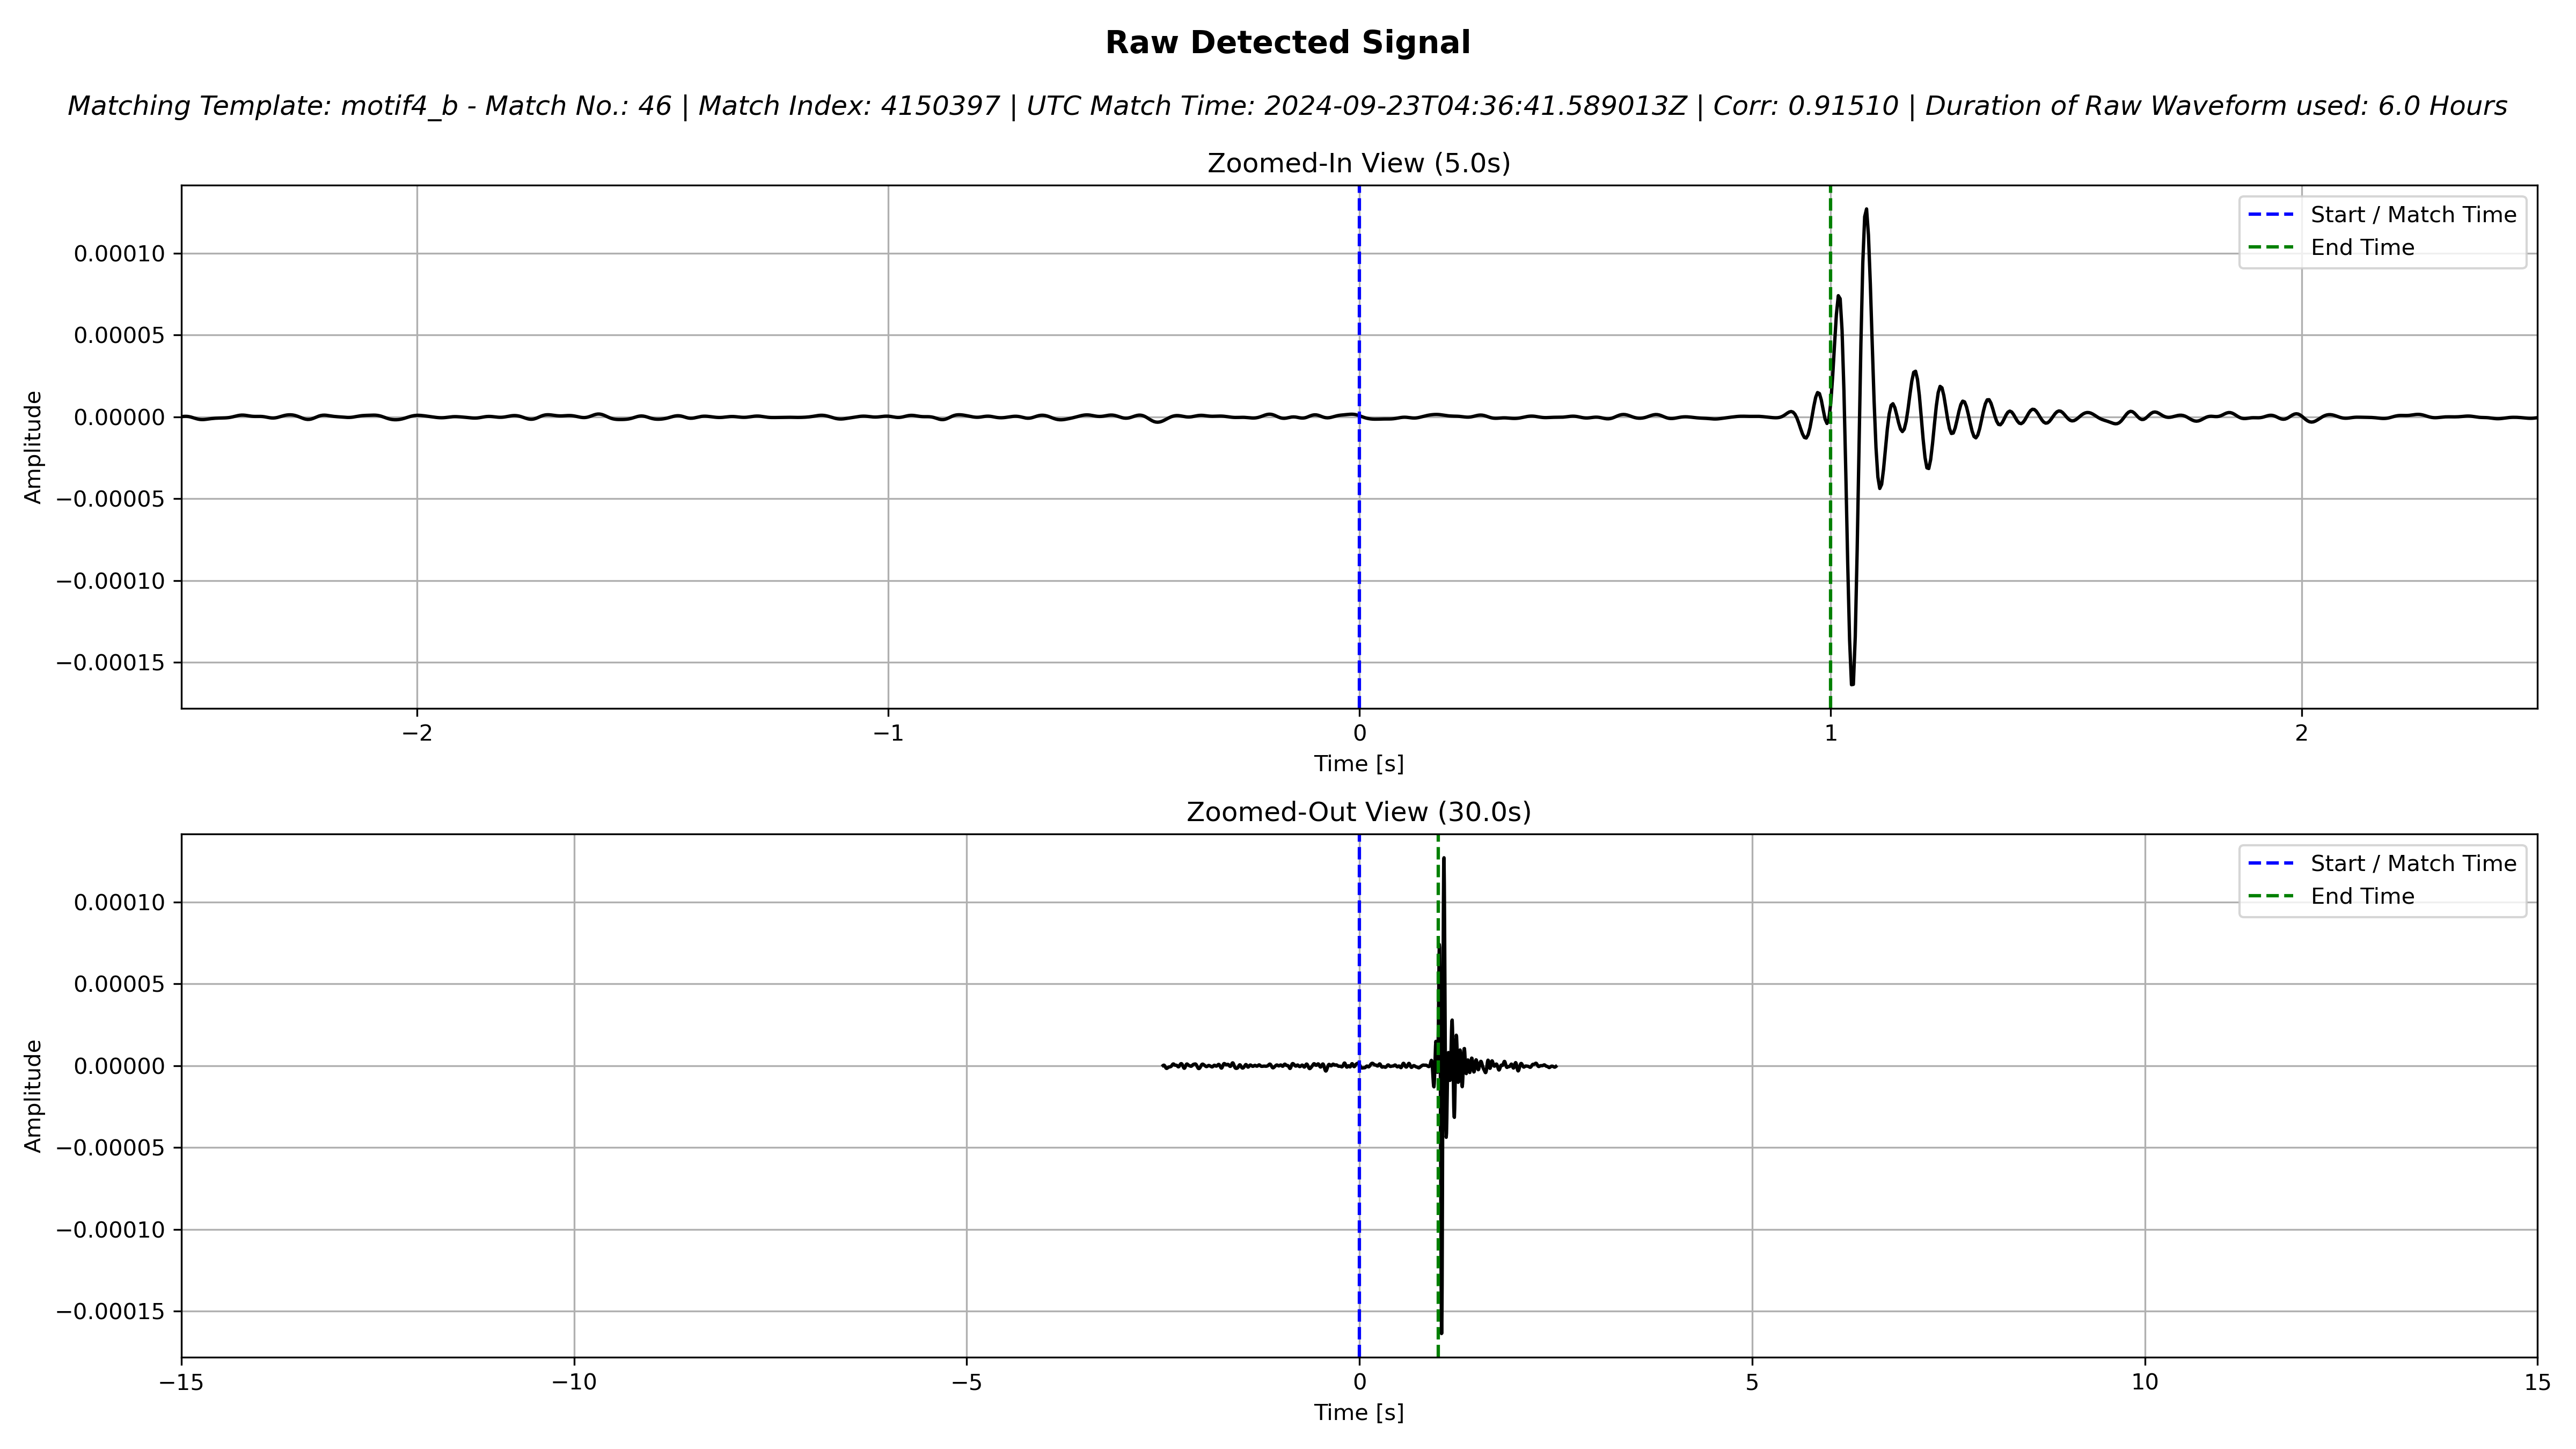 Raw Detected Signal
Matching Template: motif4_b - Match No.: 46 | Match Index: 4150397 | UTC Match Time: 2024-09-23T04:36:41.589013Z | Corr: 0.91510 | Duration of Raw Waveform used: 6.0 Hours
Zoomed-In View (5.0s)
Start / Match Time
End Time
0.00010
0.00005
0.00000
−0.00005
−0.00010
−0.00015
Amplitude
−2 −1 0 1 2
Time [s]
Zoomed-Out View (30.0s)
Start / Match Time
End Time
0.00010
0.00005
0.00000
−0.00005
−0.00010
−0.00015
Amplitude
−15 −10 −5 0 5 10 15
Time [s]